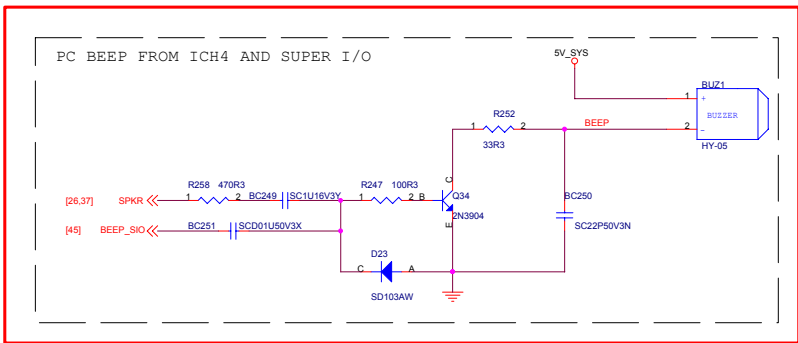 PC BEEP FROM ICH4 AND SUPER I/O
5V_SYS
BUZ1
1 +
BUZZER
2 -
HY-05
R252
1 2
33R3
BEEP
C
R258 470R3
1 2
BC249 SC1U16V3Y
R247 100R3
1 2 B
Q34
2N3904
E
BC250
SC22P50V3N
[26,37] SPKR
[45] BEEP_SIO
BC251 SCD01U50V3X
D23
C A
SD103AW